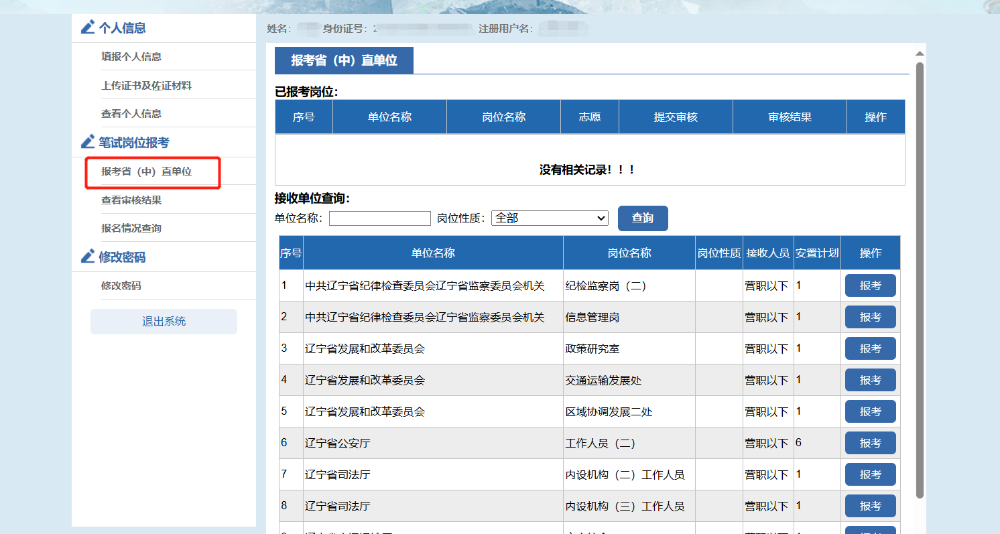 个人信息
填报个人信息
上传证书及佐证材料
查看个人信息
笔试岗位报考
报考省（中）直单位
查看审核结果
报名情况查询
修改密码
修改密码
退出系统
姓名： 身份证号：2 注册用户名：
报考省（中）直单位
已报考岗位：
序号 单位名称 岗位名称 志愿 提交审核 审核结果 操作
没有相关记录！！！
接收单位查询：
单位名称： 岗位性质： 全部 查询
序号 单位名称 岗位名称 岗位性质 接收人员 安置计划 操作
1 中共辽宁省纪律检查委员会辽宁省监察委员会机关 纪检监察岗（二） 营职以下 1 报考
2 中共辽宁省纪律检查委员会辽宁省监察委员会机关 信息管理岗 营职以下 1 报考
3 辽宁省发展和改革委员会 政策研究室 营职以下 1 报考
4 辽宁省发展和改革委员会 交通运输发展处 营职以下 1 报考
5 辽宁省发展和改革委员会 区域协调发展二处 营职以下 1 报考
6 辽宁省公安厅 工作人员（二） 营职以下 6 报考
7 辽宁省司法厅 内设机构（二）工作人员 营职以下 1 报考
8 辽宁省司法厅 内设机构（三）工作人员 营职以下 1 报考